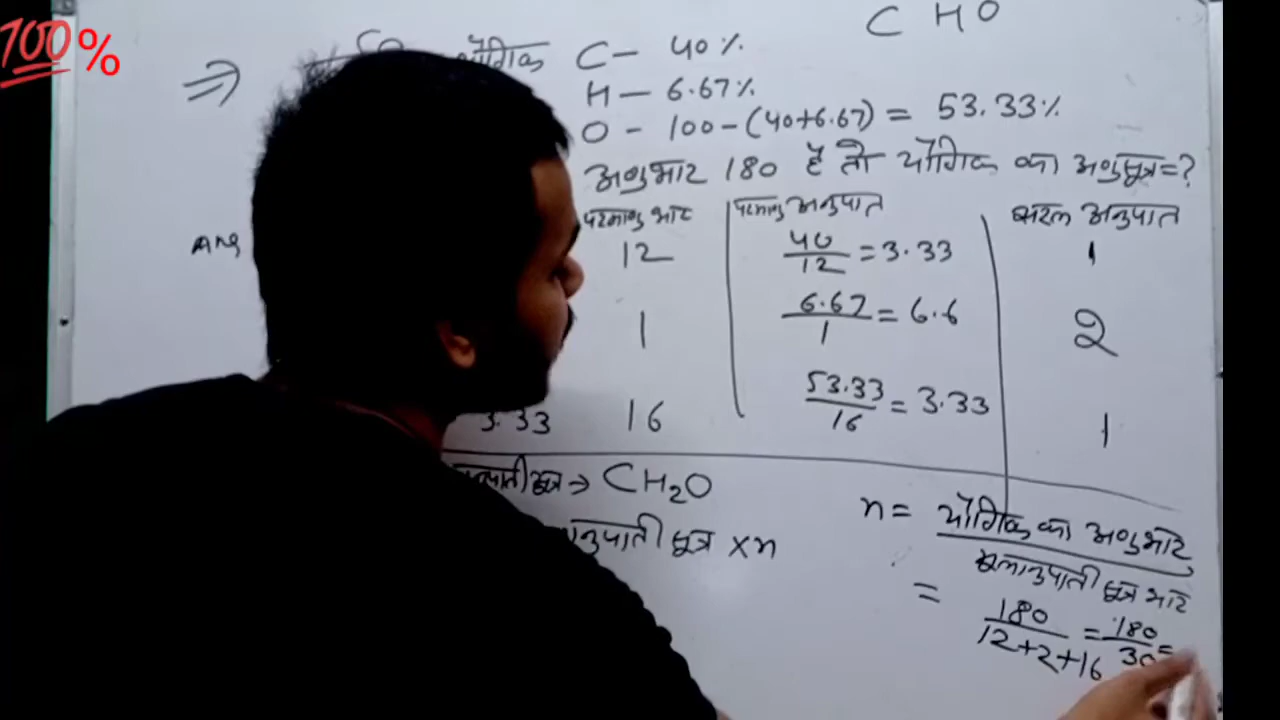 100%
C H O
⇒ यौगिक C - 40%
H - 6.67%
O - 100-(40+6.67) = 53.33%
अणुभार 180 है तो यौगिक का अणुसूत्र=?
परमाणु भार परमाणु अनुपात सरल अनुपात
Ans 12 40/12 = 3.33 1
1 6.67/1 = 6.6 2
3.33 16 53.33/16 = 3.33 1
सूत्र → CH₂O
सूत्र × n
n = यौगिक का अणुभार
मूलानुपाती सूत्र भार
= 180/12+2+16 = 180/30 =